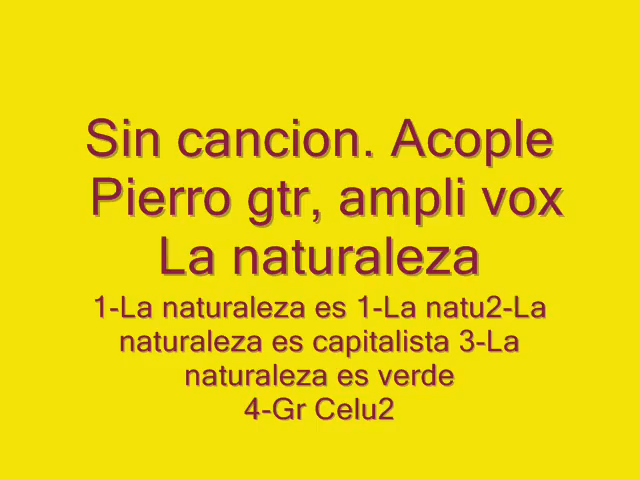 Sin cancion. Acople
Pierro gtr, ampli vox
La naturaleza
1-La naturaleza es 1-La natu2-La
naturaleza es capitalista 3-La
naturaleza es verde
4-Gr Celu2